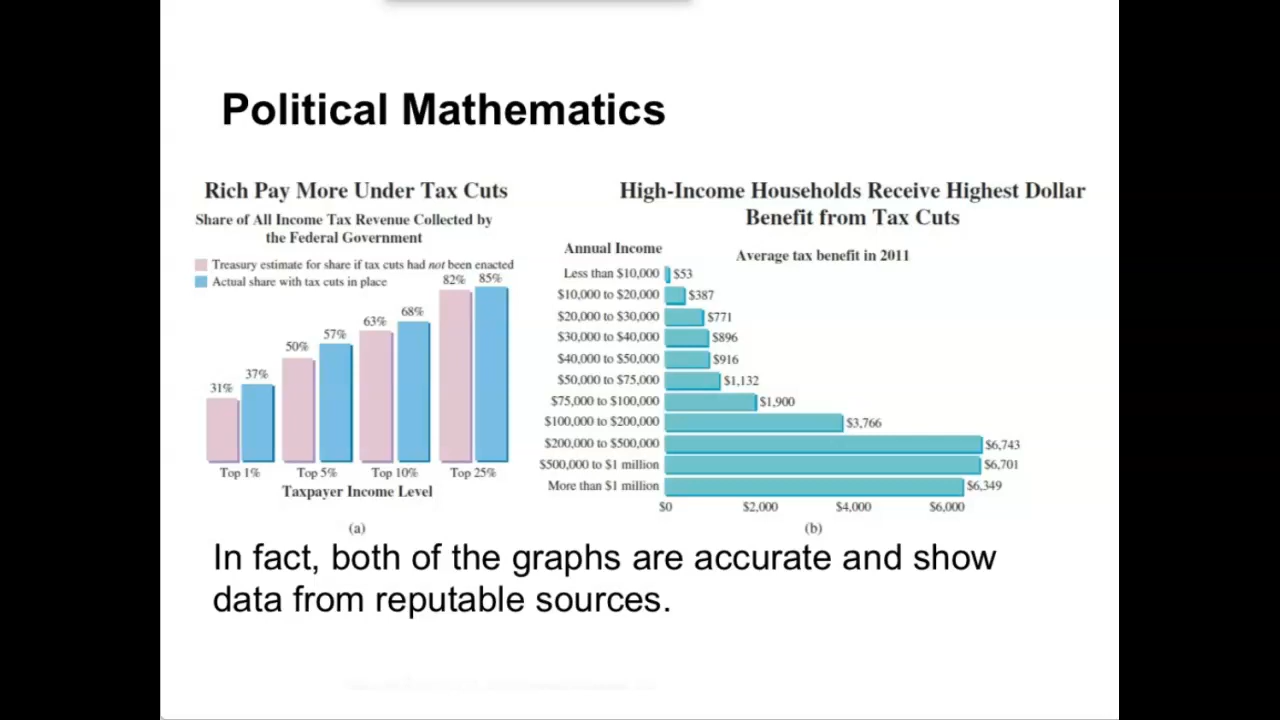 Political Mathematics
Rich Pay More Under Tax Cuts
Share of All Income Tax Revenue Collected by
the Federal Government
Treasury estimate for share if tax cuts had not been enacted
Actual share with tax cuts in place
31% 37% 50% 57% 63% 68% 82% 85%
Top 1% Top 5% Top 10% Top 25%
Taxpayer Income Level
(a)
High-Income Households Receive Highest Dollar
Benefit from Tax Cuts
Annual Income Average tax benefit in 2011
Less than $10,000 $53
$10,000 to $20,000 $387
$20,000 to $30,000 $771
$30,000 to $40,000 $896
$40,000 to $50,000 $916
$50,000 to $75,000 $1,132
$75,000 to $100,000 $1,900
$100,000 to $200,000 $3,766
$200,000 to $500,000 $6,743
$500,000 to $1 million $6,701
More than $1 million $6,349
$0 $2,000 $4,000 $6,000
(b)
In fact, both of the graphs are accurate and show
data from reputable sources.